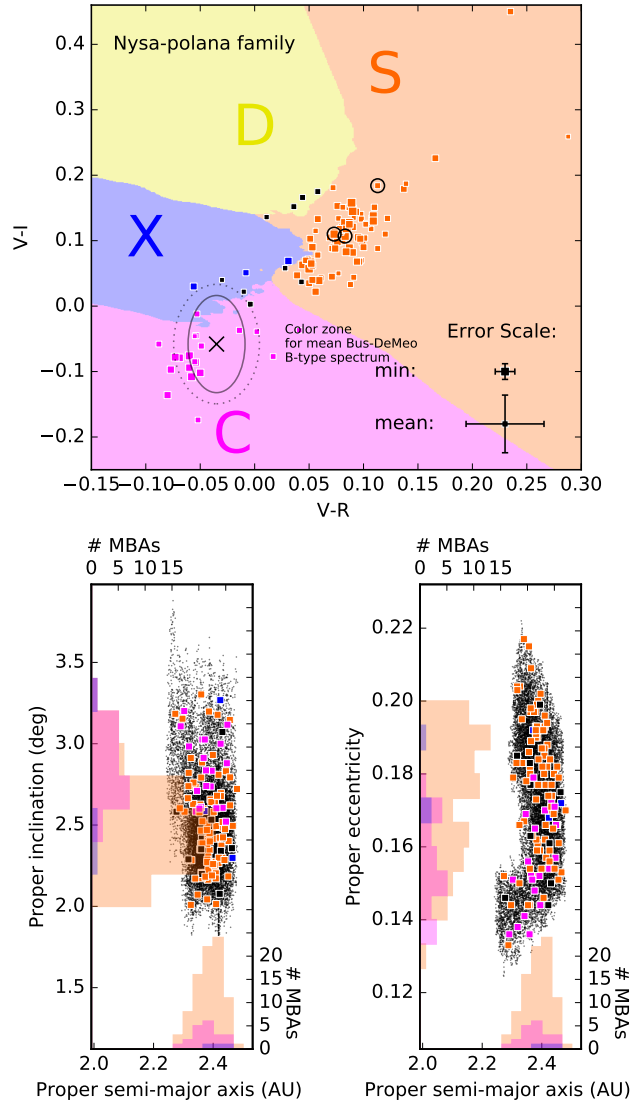 Nysa-polana family
S
D
X
C
Color zone
for mean Bus-DeMeo
B-type spectrum
Error Scale:
min:
mean:
V-I
0.4
0.3
0.2
0.1
0.0
−0.1
−0.2
−0.15 −0.10 −0.05 0.00 0.05 0.10 0.15 0.20 0.25 0.30
V-R
# MBAs
0 5 10 15
Proper inclination (deg)
3.5
3.0
2.5
2.0
1.5
20
15
10
5
0
# MBAs
2.0 2.2 2.4
Proper semi-major axis (AU)
# MBAs
0 5 10 15
Proper eccentricity
0.22
0.20
0.18
0.16
0.14
0.12
20
15
10
5
0
# MBAs
2.0 2.2 2.4
Proper semi-major axis (AU)